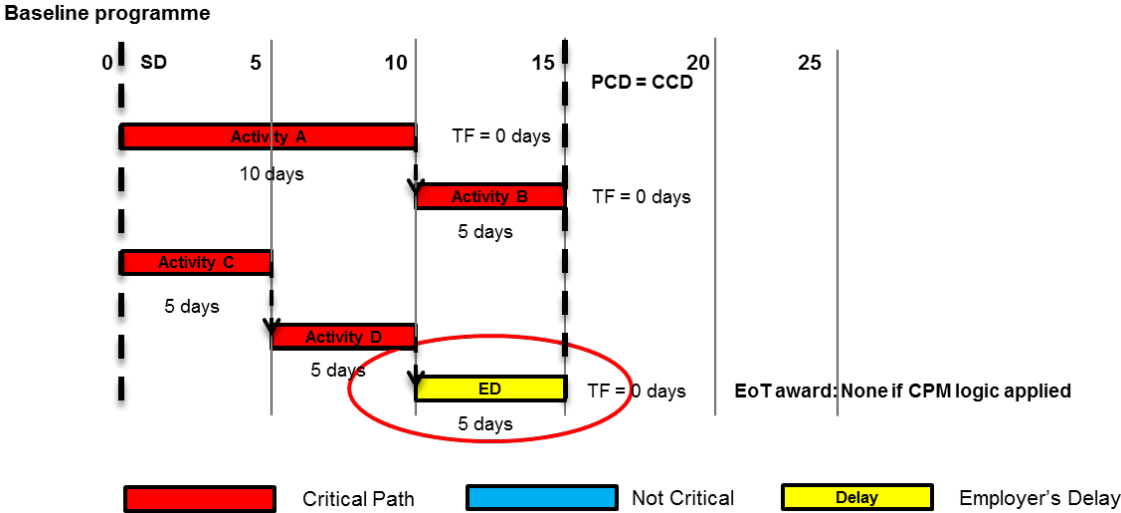 Baseline programme
0 SD 5 10 15 20 25
PCD = CCD
Activity A TF = 0 days
10 days
Activity B TF = 0 days
5 days
Activity C
5 days
Activity D
5 days
ED TF = 0 days EoT award: None if CPM logic applied
5 days
Critical Path Not Critical Delay Employer's Delay